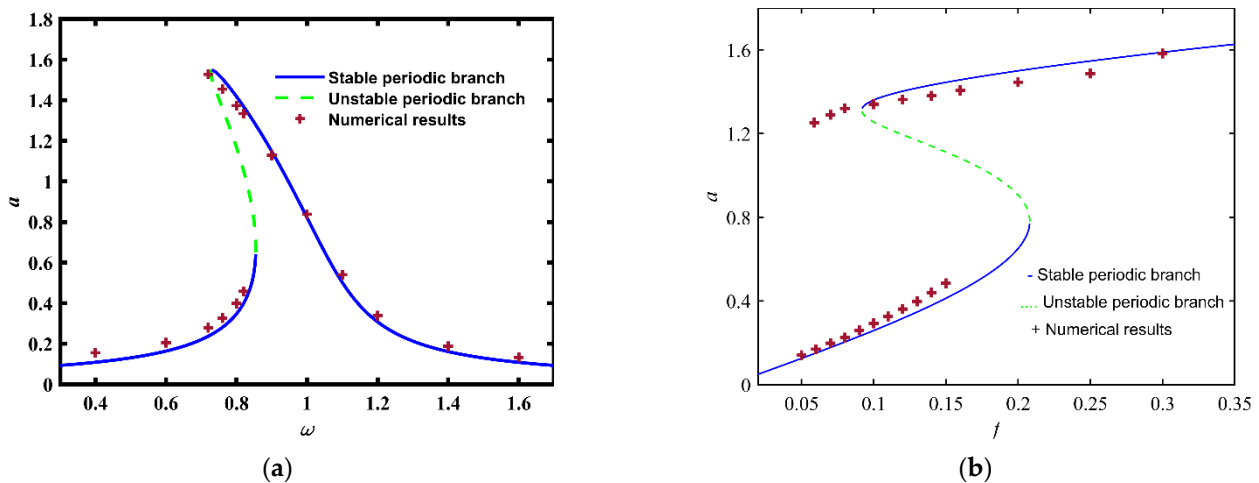 1.8
1.6
1.4
1.2
1
0.8
0.6
0.4
0.2
0
a
0.4 0.6 0.8 1 1.2 1.4 1.6
ω
Stable periodic branch
Unstable periodic branch
Numerical results
(a)
1.6
1.2
0.8
0.4
0
a
0.05 0.1 0.15 0.2 0.25 0.3 0.35
f
Stable periodic branch
Unstable periodic branch
Numerical results
(b)